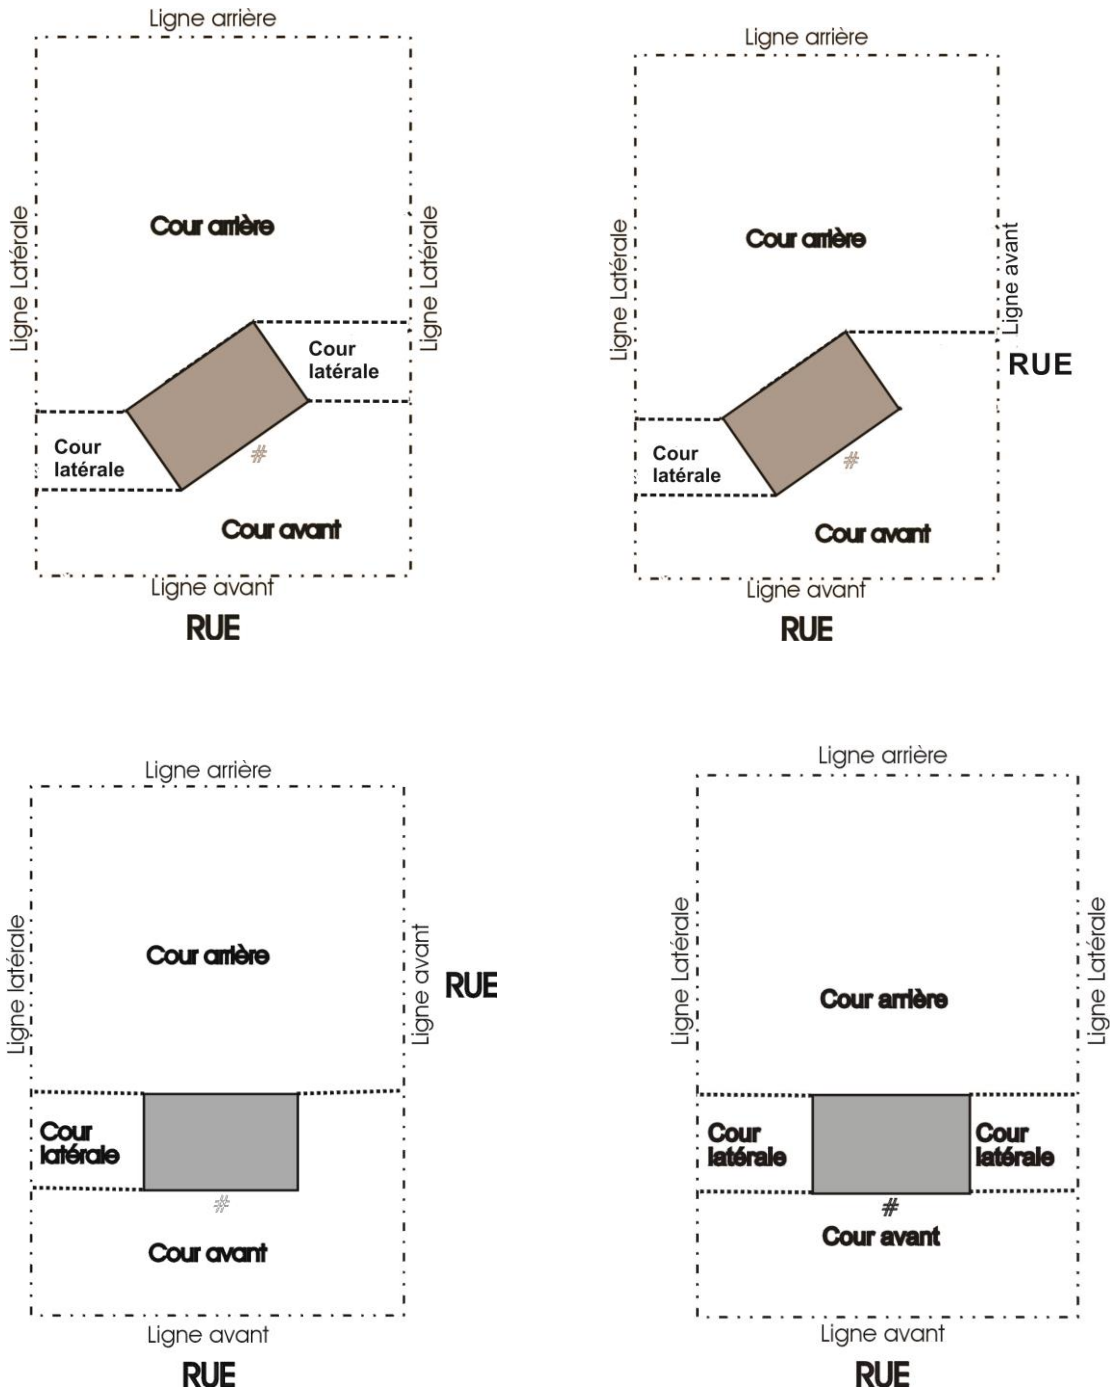 Ligne arrière
Cour arrière
Ligne Latérale
Ligne Latérale
Cour
latérale
Cour
latérale
#
Cour avant
Ligne avant
RUE
Ligne arrière
Cour arrière
Ligne Latérale
Ligne avant
RUE
Cour
latérale
#
Cour avant
Ligne avant
RUE
Ligne arrière
Cour arrière
Ligne latérale
Ligne avant
RUE
Cour
latérale
#
Cour avant
Ligne avant
RUE
Ligne arrière
Ligne Latérale
Ligne Latérale
Cour arrière
Cour
latérale
Cour
latérale
#
Cour avant
Ligne avant
RUE